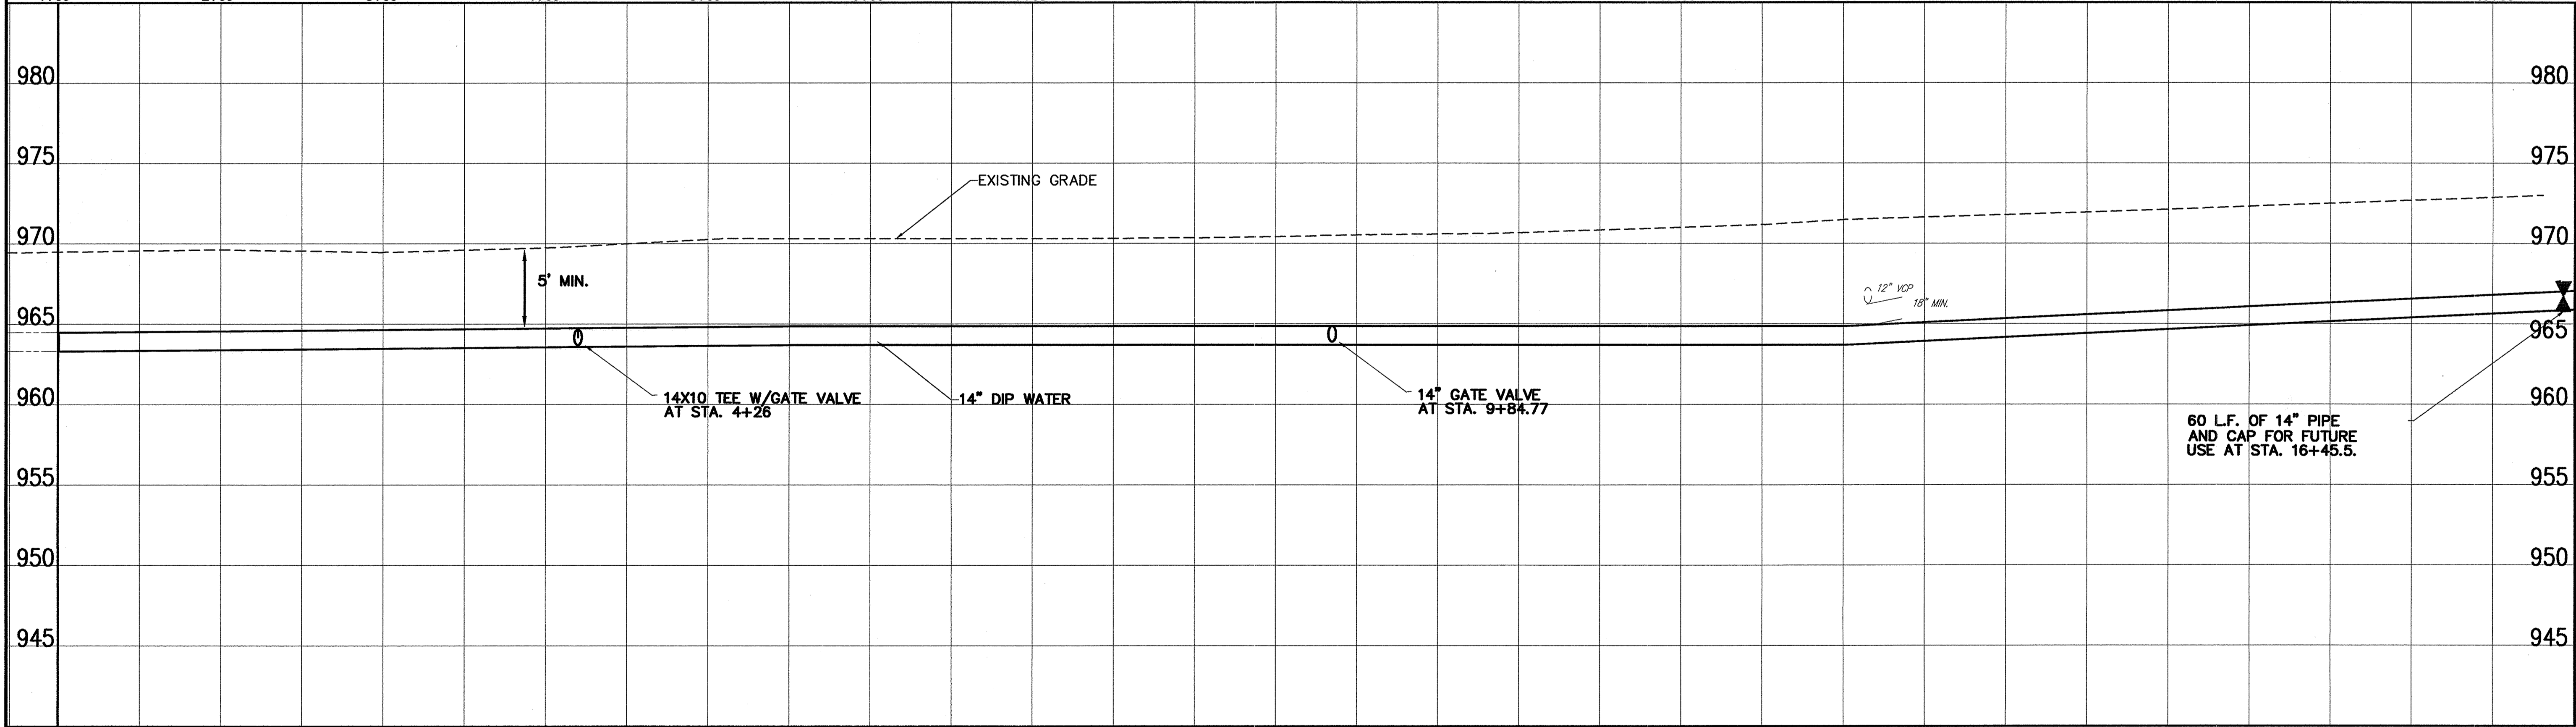 980 980
975 975
EXISTING GRADE
970 970
5' MIN.
12" VCP
18" MIN.
965 965
14X10 TEE W/GATE VALVE
AT STA. 4+26
14" DIP WATER
14" GATE VALVE
AT STA. 9+84.77
960 960
60 L.F. OF 14" PIPE
AND CAP FOR FUTURE
USE AT STA. 16+45.5.
955 955
950 950
945 945